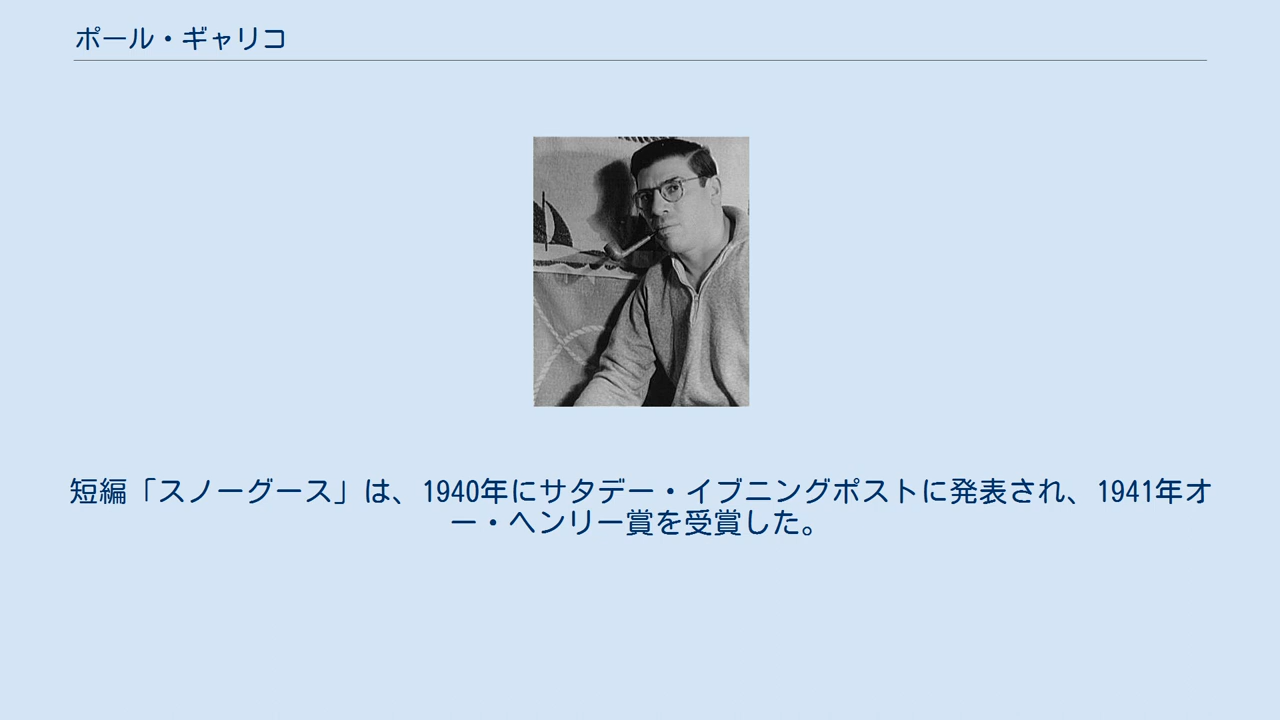 ポール・ギャリコ
短編「スノーグース」は、1940年にサタデー・イブニングポストに発表され、1941年オ
ー・ヘンリー賞を受賞した。